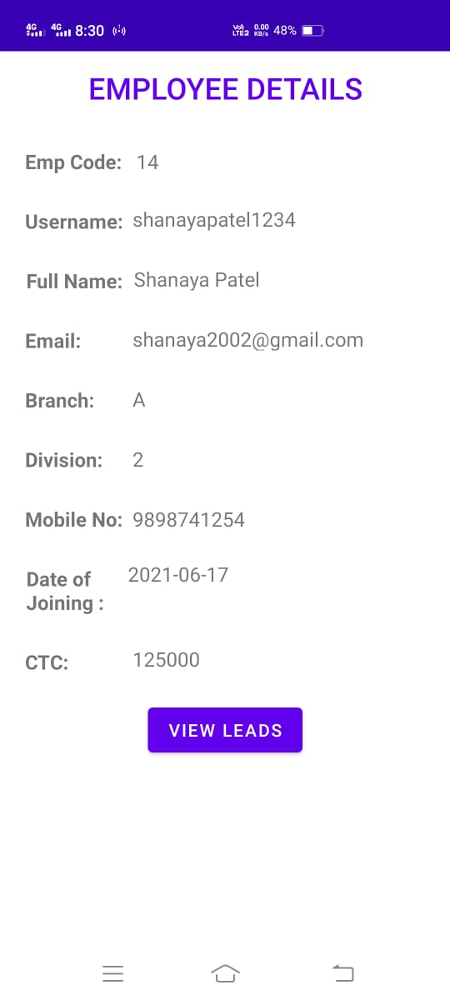 4G 4G 8:30 Volt LTE2 0.00 KB/s 48%
EMPLOYEE DETAILS
Emp Code: 14
Username: shanayapatel1234
Full Name: Shanaya Patel
Email: shanaya2002@gmail.com
Branch: A
Division: 2
Mobile No: 9898741254
Date of 2021-06-17
Joining :
CTC: 125000
VIEW LEADS